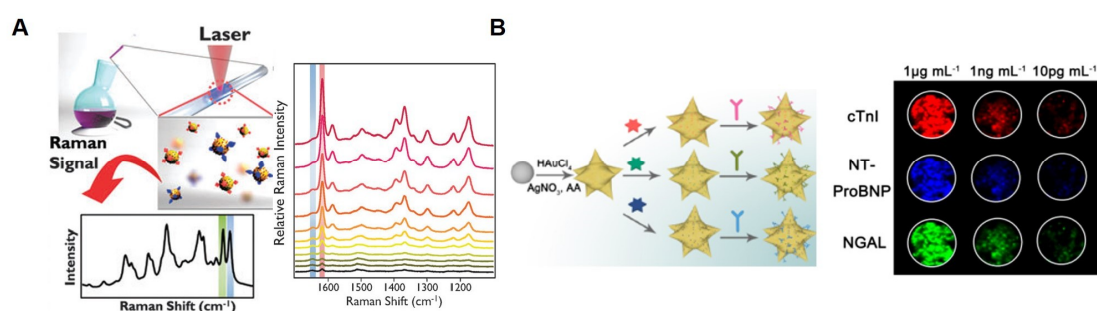 A
Laser
Raman
Signal
Intensity
Raman Shift (cm⁻¹)
Relative Raman Intensity
1600 1500 1400 1300 1200
Raman Shift (cm⁻¹)
B
HAuCl₄
AgNO₃, AA
1μg mL⁻¹ 1ng mL⁻¹ 10pg mL⁻¹
cTnI
NT-
ProBNP
NGAL